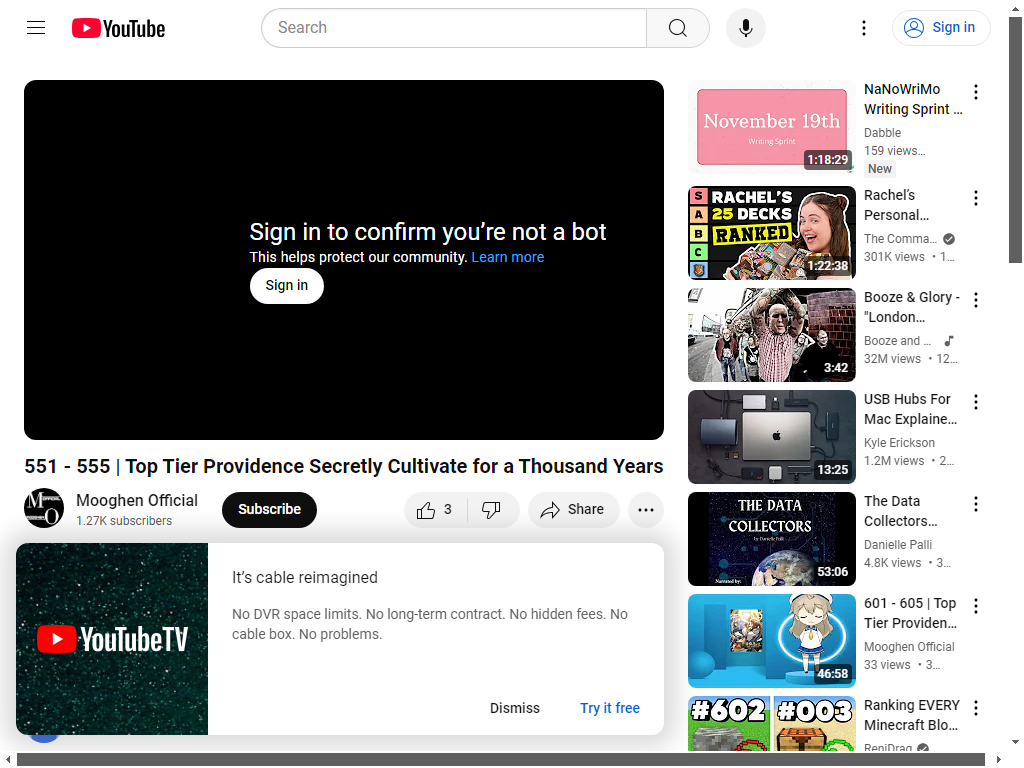 YouTube
Search
Sign in
Sign in to confirm you're not a bot
This helps protect our community. Learn more
Sign in
551 - 555 | Top Tier Providence Secretly Cultivate for a Thousand Years
Mooghen Official
1.27K subscribers
Subscribe
3
Share
YouTubeTV
It's cable reimagined
No DVR space limits. No long-term contract. No hidden fees. No
cable box. No problems.
Dismiss
Try it free
November 19th
Writing Sprint
1:18:29
NaNoWriMo
Writing Sprint ...
Dabble
159 views...
New
S
A
B
C
RACHEL'S
25 DECKS
RANKED
1:22:38
Rachel's
Personal...
The Comma...
301K views • 1...
3:42
Booze & Glory -
"London...
Booze and ...
32M views • 12...
13:25
USB Hubs For
Mac Explaine...
Kyle Erickson
1.2M views • 2...
THE DATA
COLLECTORS
by Danielle Palli
Narrated by:
53:06
The Data
Collectors...
Danielle Palli
4.8K views • 3...
46:58
601 - 605 | Top
Tier Providen...
Mooghen Official
33 views • 3...
#602
#003
Ranking EVERY
Minecraft Blo...
ReniDrag